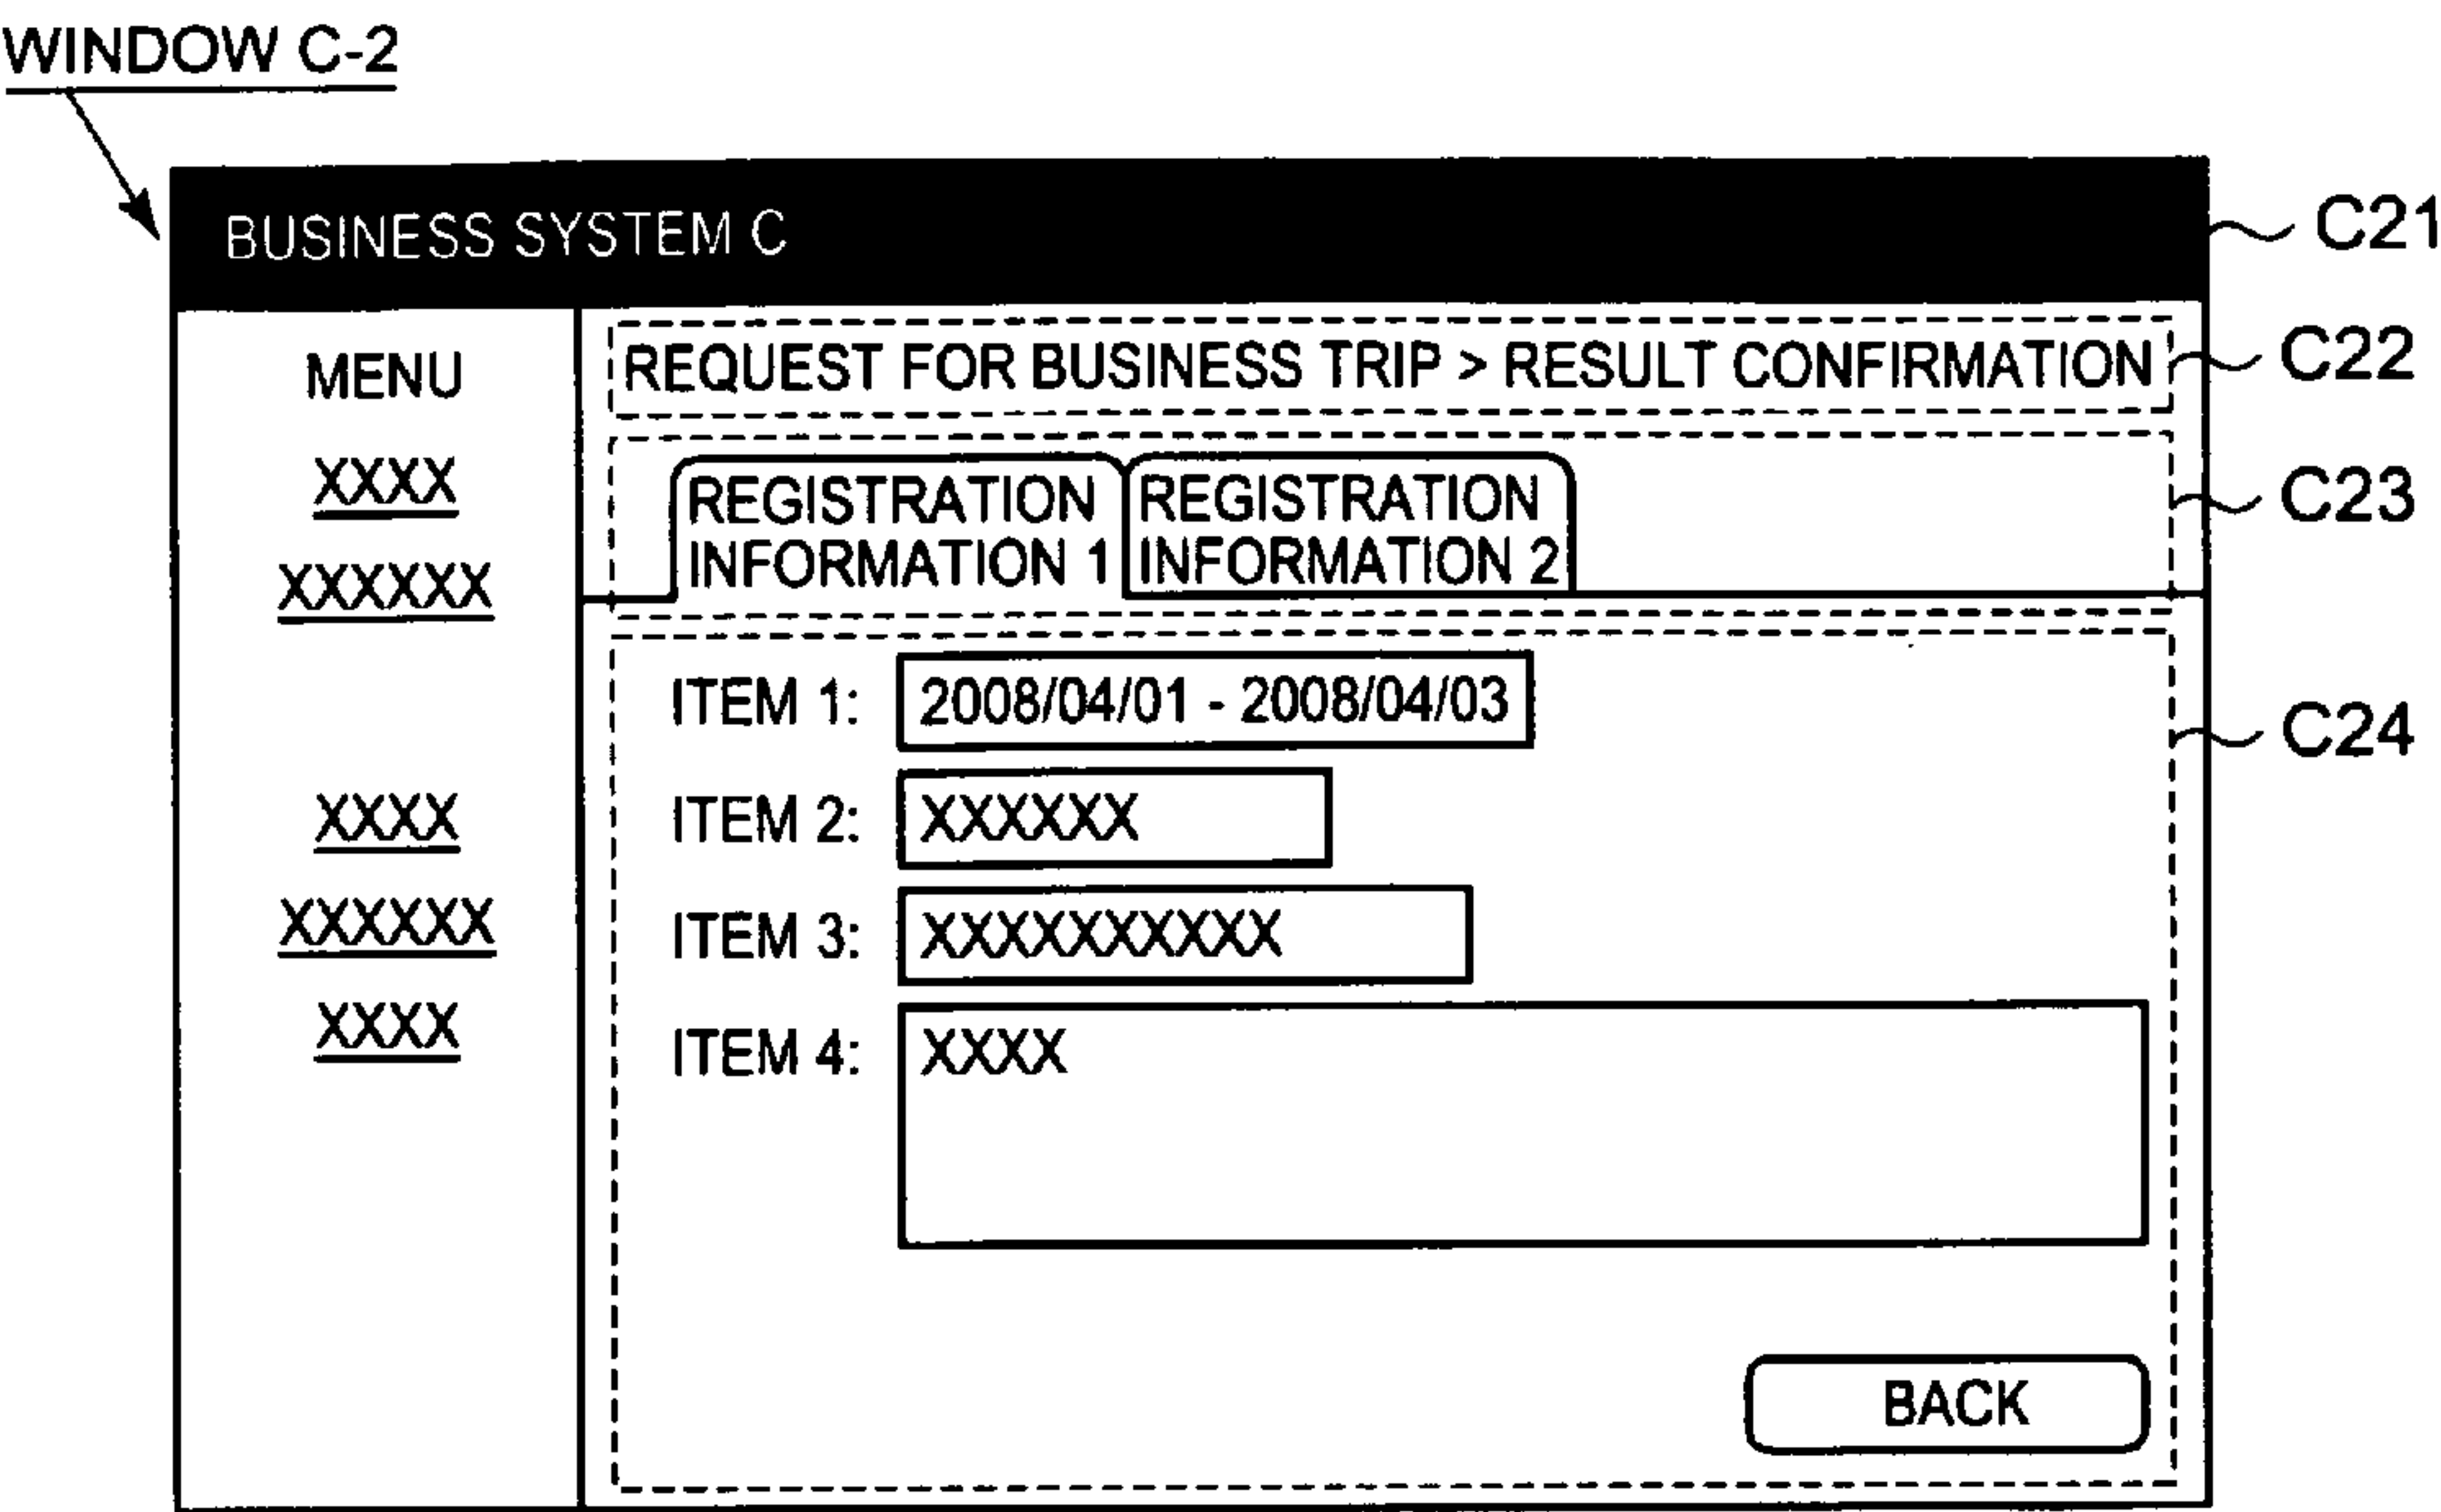 WINDOW C-2
BUSINESS SYSTEM C
C21
MENU
XXXX
XXXXXX
XXXX
XXXXXX
XXXX
REQUEST FOR BUSINESS TRIP > RESULT CONFIRMATION
C22
REGISTRATION
INFORMATION 1
REGISTRATION
INFORMATION 2
C23
ITEM 1: 2008/04/01 - 2008/04/03
C24
ITEM 2: XXXXXX
ITEM 3: XXXXXXXXXX
ITEM 4: XXXX
BACK